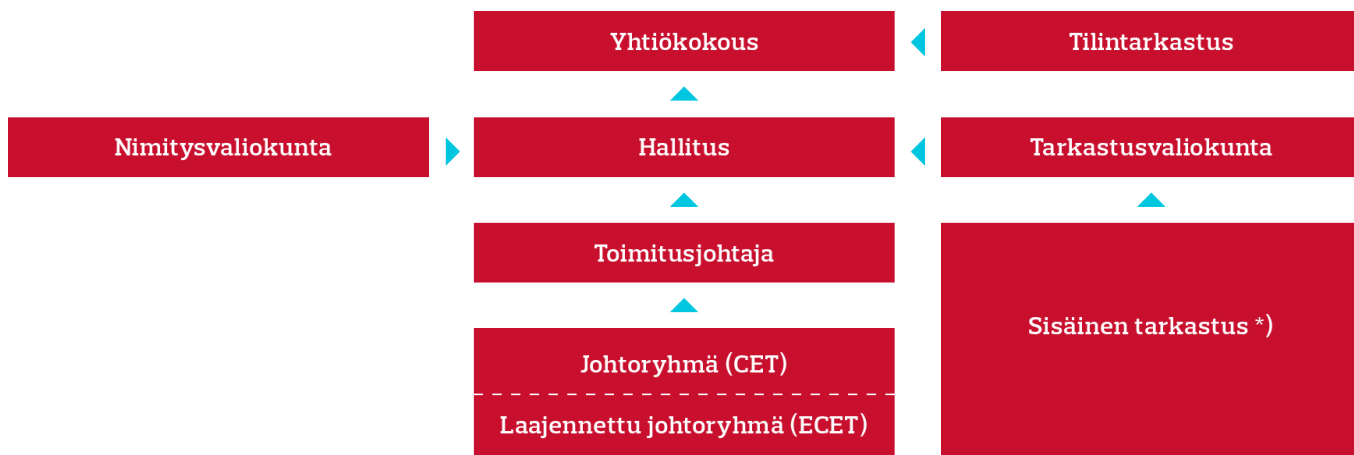 Yhtiökokous
Tilintarkastus
Nimitysvaliokunta
Hallitus
Tarkastusvaliokunta
Toimitusjohtaja
Sisäinen tarkastus *)
Johtoryhmä (CET)
Laajennettu johtoryhmä (ECET)